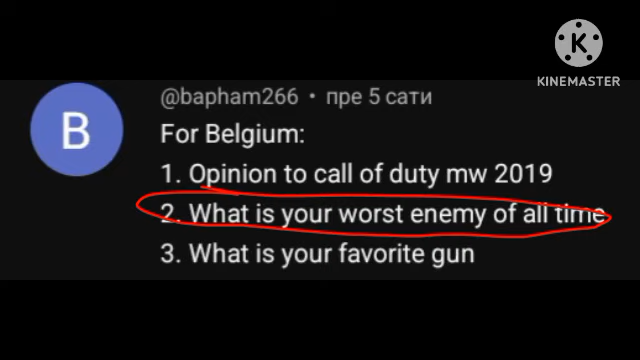 K
KINEMASTER
B
@bapham266 • пре 5 сати
For Belgium:
1. Opinion to call of duty mw 2019
2. What is your worst enemy of all time
3. What is your favorite gun